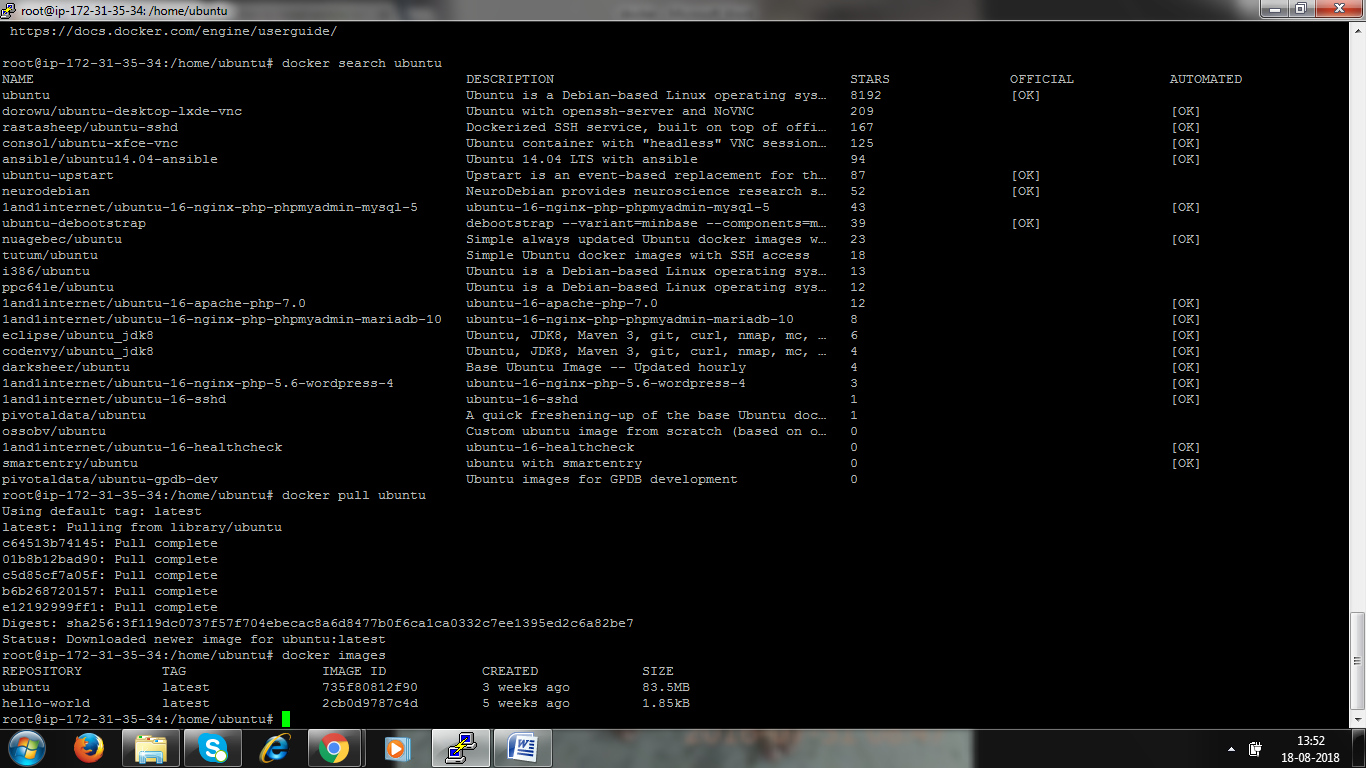 root@ip-172-31-35-34: /home/ubuntu
https://docs.docker.com/engine/userguide/
root@ip-172-31-35-34:/home/ubuntu# docker search ubuntu
NAME DESCRIPTION STARS OFFICIAL AUTOMATED
ubuntu Ubuntu is a Debian-based Linux operating sys… 8192 [OK]
dorowu/ubuntu-desktop-lxde-vnc Ubuntu with openssh-server and NoVNC 209 [OK]
rastasheep/ubuntu-sshd Dockerized SSH service, built on top of offi… 167 [OK]
consol/ubuntu-xfce-vnc Ubuntu container with "headless" VNC session… 125 [OK]
ansible/ubuntu14.04-ansible Ubuntu 14.04 LTS with ansible 94 [OK]
ubuntu-upstart Upstart is an event-based replacement for th… 87 [OK]
neurodebian NeuroDebian provides neuroscience research s… 52 [OK]
1and1internet/ubuntu-16-nginx-php-phpmyadmin-mysql-5 ubuntu-16-nginx-php-phpmyadmin-mysql-5 43 [OK]
ubuntu-debootstrap debootstrap --variant=minbase --components=m… 39 [OK]
nuagebec/ubuntu Simple always updated Ubuntu docker images w… 23 [OK]
tutum/ubuntu Simple Ubuntu docker images with SSH access 18
i386/ubuntu Ubuntu is a Debian-based Linux operating sys… 13
ppc64le/ubuntu Ubuntu is a Debian-based Linux operating sys… 12
1and1internet/ubuntu-16-apache-php-7.0 ubuntu-16-apache-php-7.0 12 [OK]
1and1internet/ubuntu-16-nginx-php-phpmyadmin-mariadb-10 ubuntu-16-nginx-php-phpmyadmin-mariadb-10 8 [OK]
eclipse/ubuntu_jdk8 Ubuntu, JDK8, Maven 3, git, curl, nmap, mc, … 6 [OK]
codenvy/ubuntu_jdk8 Ubuntu, JDK8, Maven 3, git, curl, nmap, mc, … 4 [OK]
darksheer/ubuntu Base Ubuntu Image -- Updated hourly 4 [OK]
1and1internet/ubuntu-16-nginx-php-5.6-wordpress-4 ubuntu-16-nginx-php-5.6-wordpress-4 3 [OK]
1and1internet/ubuntu-16-sshd ubuntu-16-sshd 1 [OK]
pivotaldata/ubuntu A quick freshening-up of the base Ubuntu doc… 1
ossobv/ubuntu Custom ubuntu image from scratch (based on o… 0
1and1internet/ubuntu-16-healthcheck ubuntu-16-healthcheck 0 [OK]
smartentry/ubuntu ubuntu with smartentry 0 [OK]
pivotaldata/ubuntu-gpdb-dev Ubuntu images for GPDB development 0
root@ip-172-31-35-34:/home/ubuntu# docker pull ubuntu
Using default tag: latest
latest: Pulling from library/ubuntu
c64513b74145: Pull complete
01b8b12bad90: Pull complete
c5d85cf7a05f: Pull complete
b6b268720157: Pull complete
e12192999ff1: Pull complete
Digest: sha256:3f119dc0737f57f704ebecac8a6d8477b0f6ca1ca0332c7ee1395ed2c6a82be7
Status: Downloaded newer image for ubuntu:latest
root@ip-172-31-35-34:/home/ubuntu# docker images
REPOSITORY TAG IMAGE ID CREATED SIZE
ubuntu latest 735f80812f90 3 weeks ago 83.5MB
hello-world latest 2cb0d9787c4d 5 weeks ago 1.85kB
root@ip-172-31-35-34:/home/ubuntu#
13:52
18-08-2018